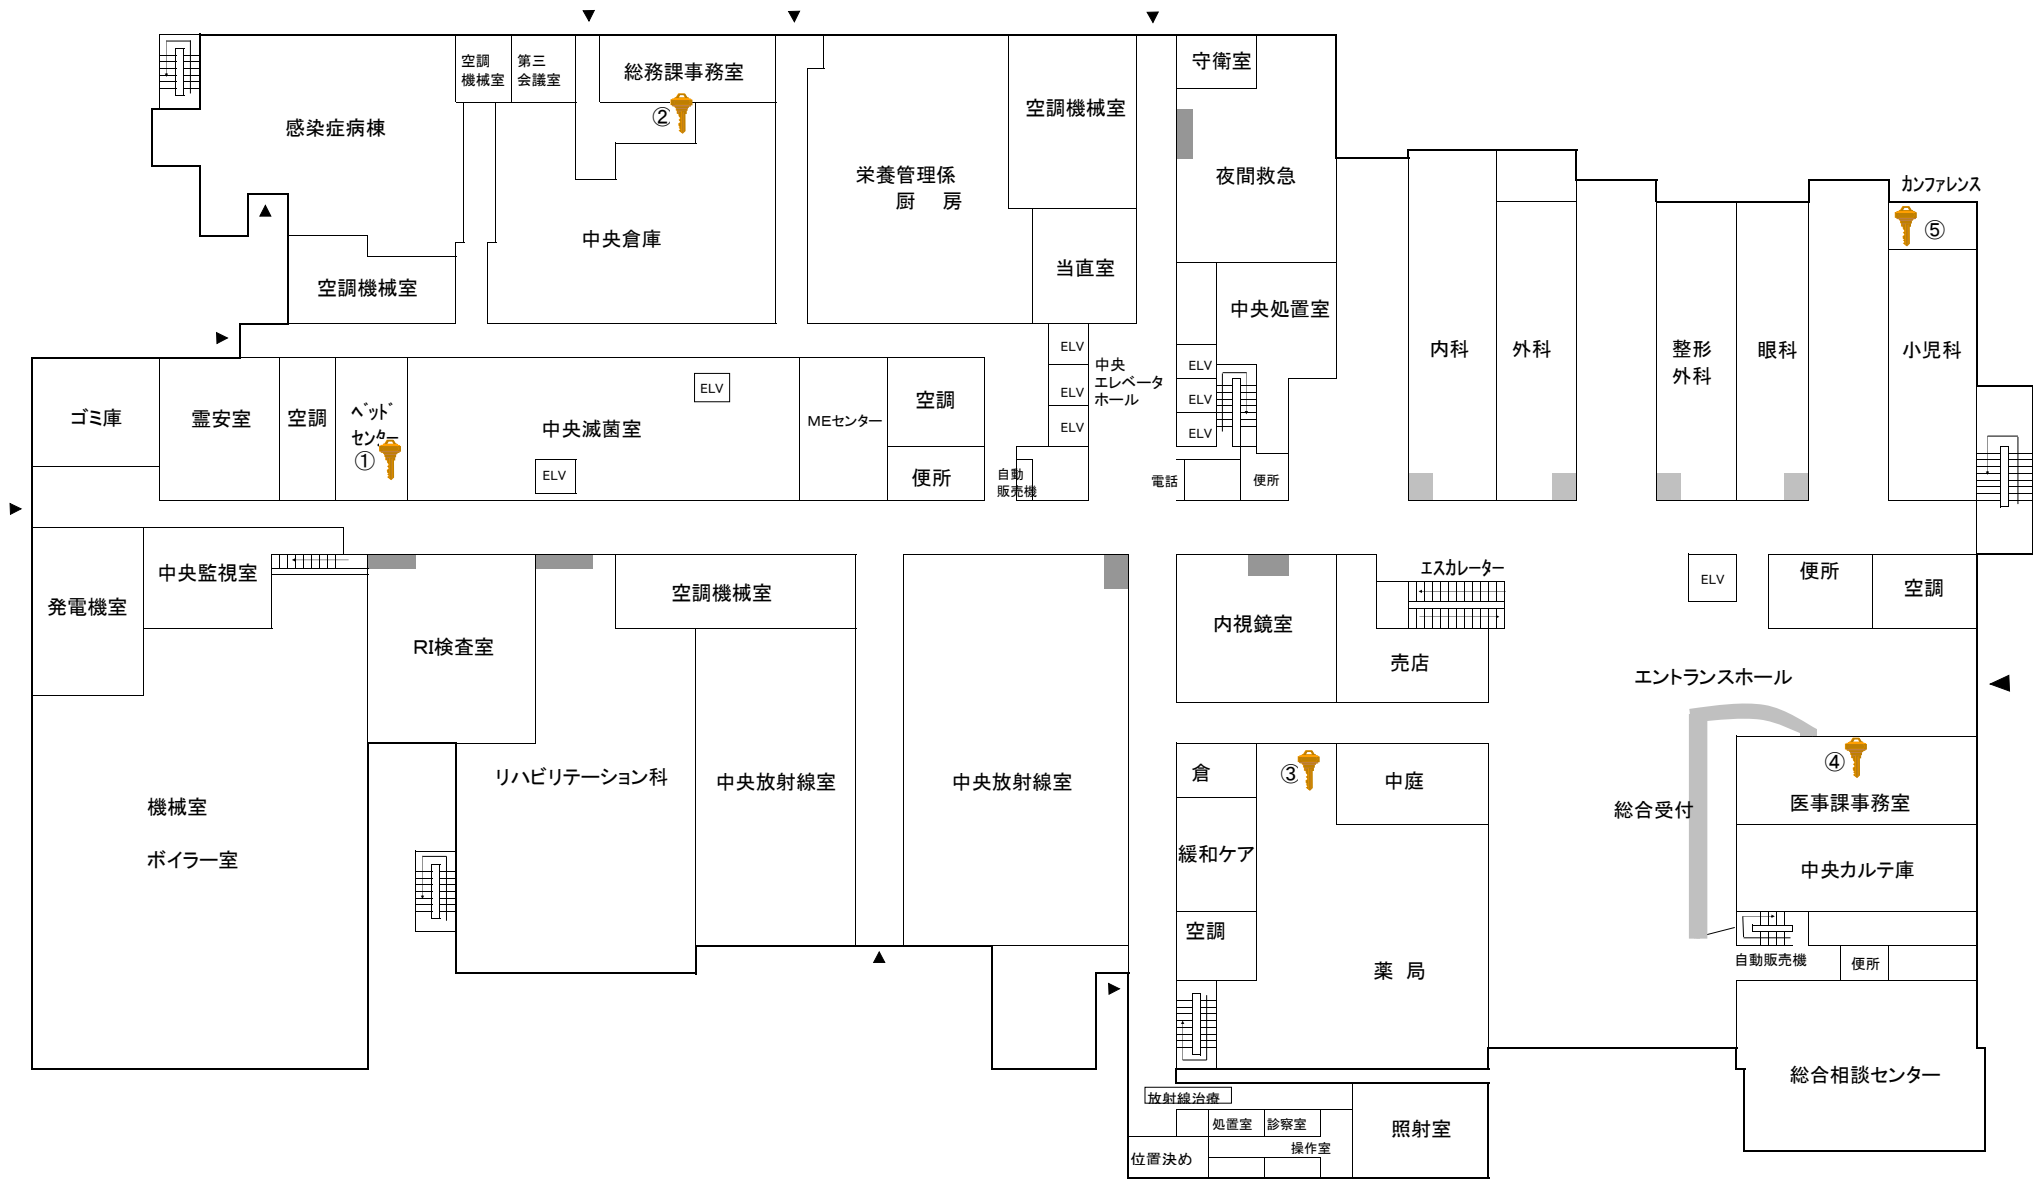 空調
機械室
第三
会議室
総務課事務室
②
感染症病棟
空調機械室
守衛室
栄養管理係
厨　房
夜間救急
カンファレンス
⑤
中央倉庫
当直室
空調機械室
中央処置室
内科
外科
整形
外科
眼科
小児科
ELV
ELV
ELV
中央
エレベータ
ホール
ELV
ELV
ELV
ゴミ庫
霊安室
空調
ベッド
センター
①
中央滅菌室
ELV
ELV
MEセンター
空調
便所
自動
販売機
電話
便所
発電機室
中央監視室
RI検査室
空調機械室
内視鏡室
エスカレーター
売店
ELV
便所
空調
エントランスホール
機械室
ボイラー室
リハビリテーション科
中央放射線室
中央放射線室
倉
③
中庭
緩和ケア
空調
薬 局
総合受付
④
医事課事務室
中央カルテ庫
自動販売機
便所
総合相談センター
放射線治療
処置室
診察室
操作室
位置決め
照射室